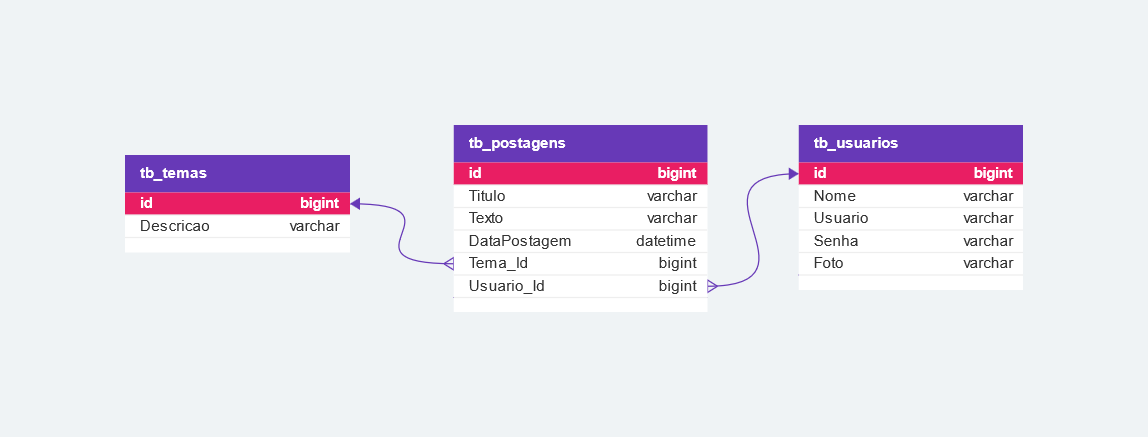 tb_temas
id bigint
Descricao varchar
tb_postagens
id bigint
Titulo varchar
Texto varchar
DataPostagem datetime
Tema_Id bigint
Usuario_Id bigint
tb_usuarios
id bigint
Nome varchar
Usuario varchar
Senha varchar
Foto varchar